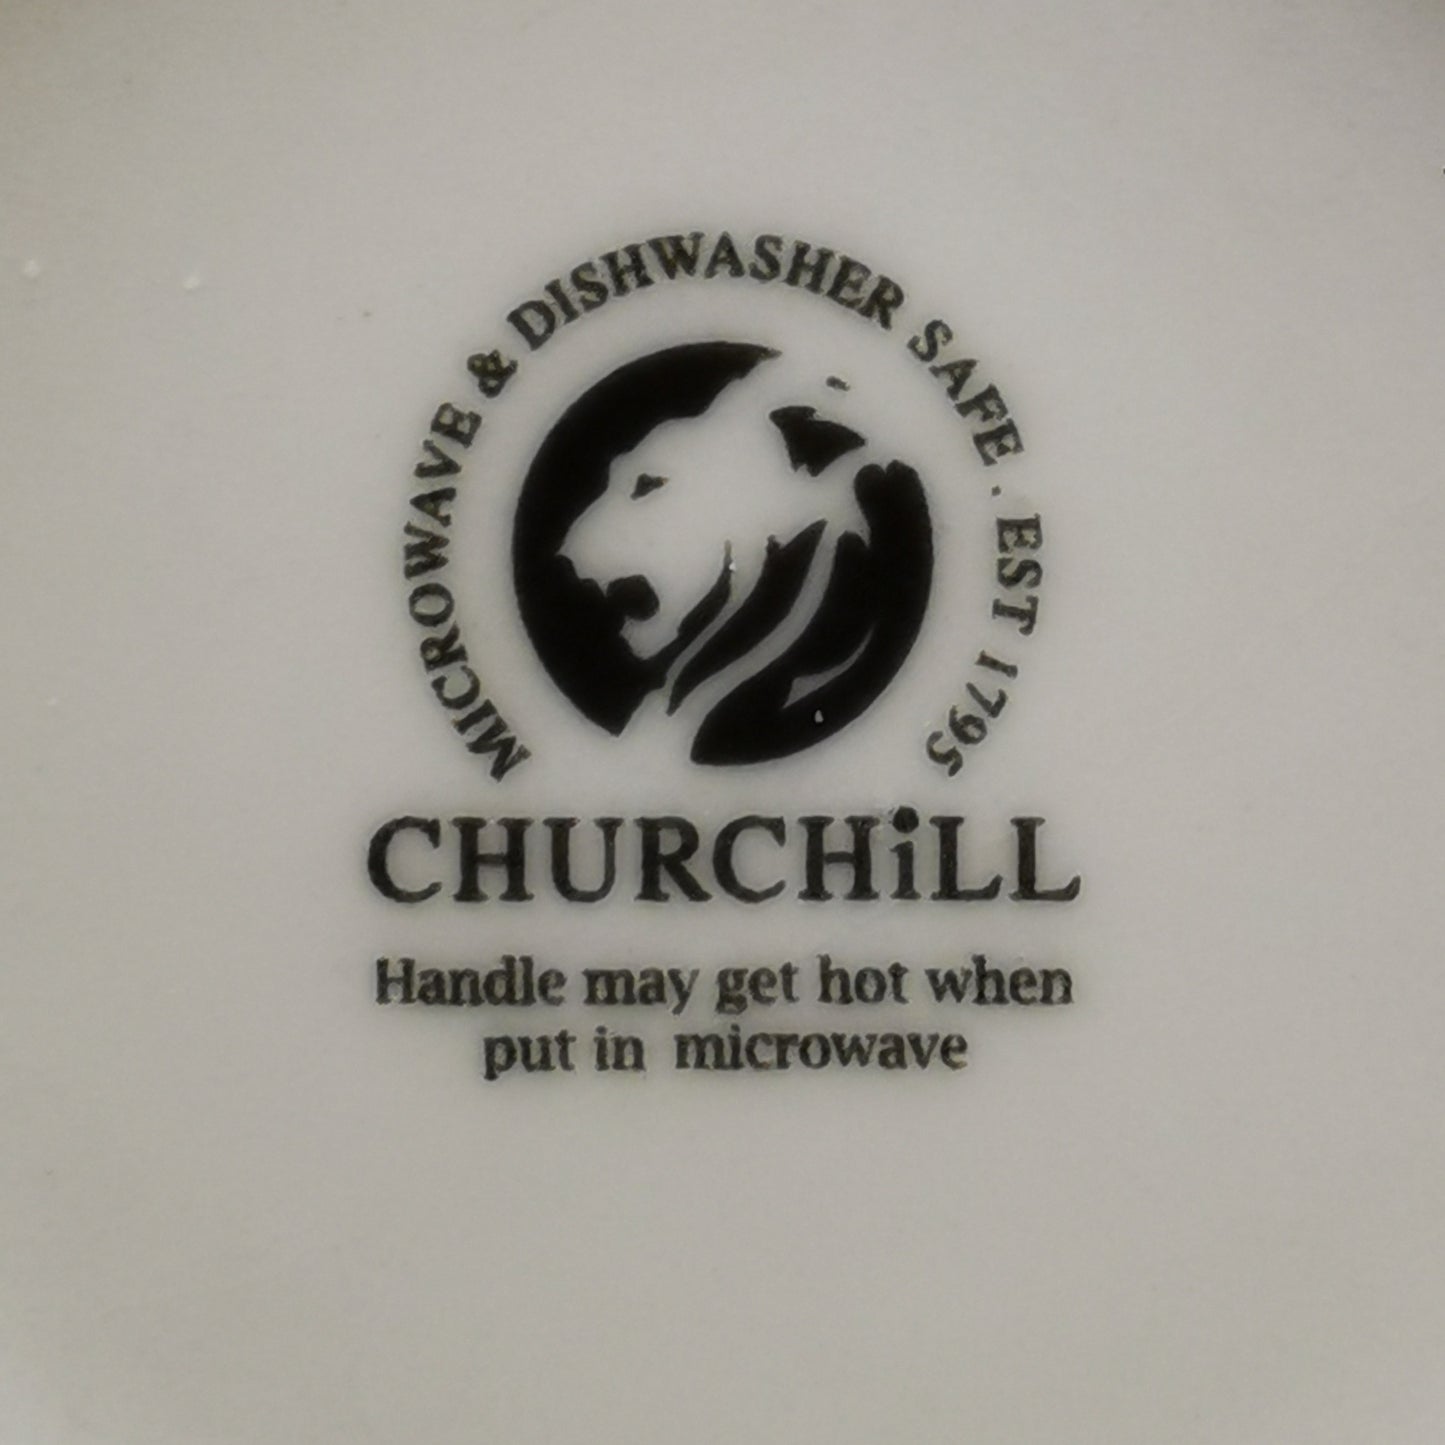 MICROWAVE & DISHWASHER SAFE . EST 1795
CHURCHiLL
Handle may get hot when
put in microwave